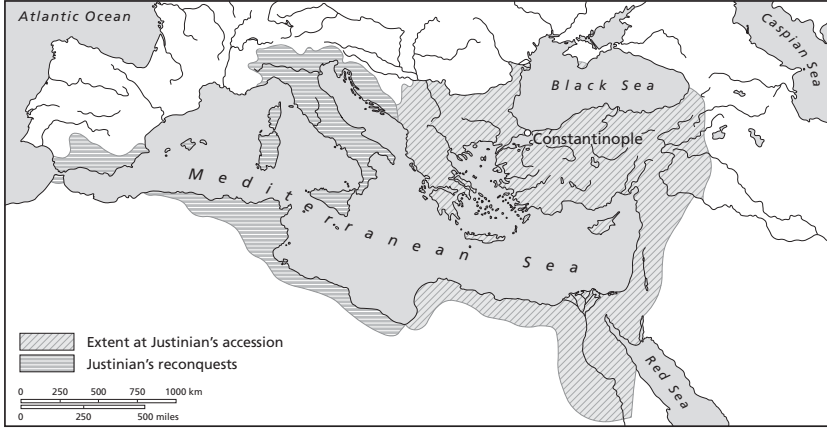 Atlantic Ocean
Caspian Sea
Black Sea
Constantinople
Mediterranean Sea
Extent at Justinian's accession
Justinian's reconquests
Red Sea
0 250 500 750 1000 km
0 250 500 miles